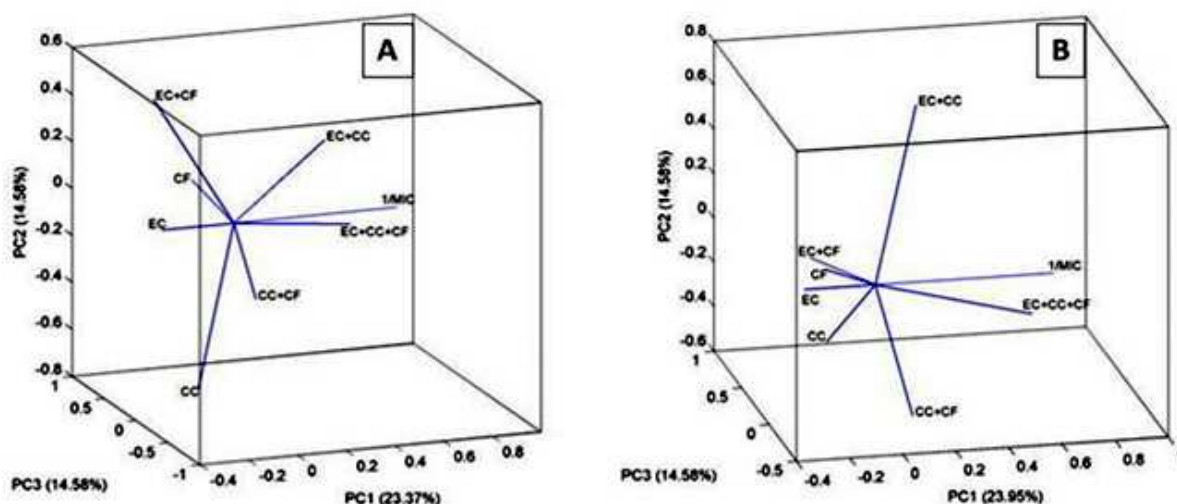 A
0.6
0.4
0.2
0
-0.2
-0.4
-0.6
-0.8
PC2 (14.58%)
EC+CF
EC+CC
CF
1/MIC
EC
EC+CC+CF
CC+CF
CC
1
0.5
0
-0.5
-1
PC3 (14.58%)
-0.4
-0.2
0
0.2
0.4
0.6
0.8
PC1 (23.37%)
B
0.8
0.6
0.4
0.2
0
-0.2
-0.4
-0.6
PC2 (14.58%)
EC+CC
EC+CF
CF
1/MIC
EC
EC+CC+CF
CC
CC+CF
1
0.5
0
-0.5
PC3 (14.58%)
-0.4
-0.2
0
0.2
0.4
0.6
0.8
PC1 (23.95%)